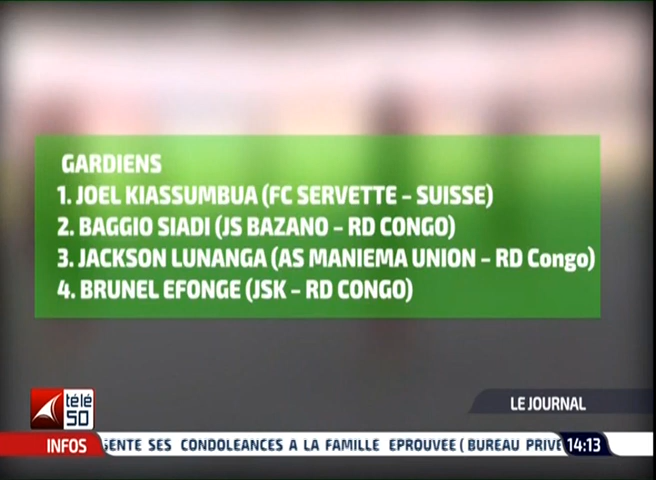 GARDIENS
1. JOEL KIASSUMBUA (FC SERVETTE – SUISSE)
2. BAGGIO SIADI (JS BAZANO – RD CONGO)
3. JACKSON LUNANGA (AS MANIEMA UNION – RD Congo)
4. BRUNEL EFONGE (JSK – RD CONGO)
télé
50
LE JOURNAL
INFOS SENTE SES CONDOLEANCES A LA FAMILLE EPROUVEE ( BUREAU PRIVE 14:13